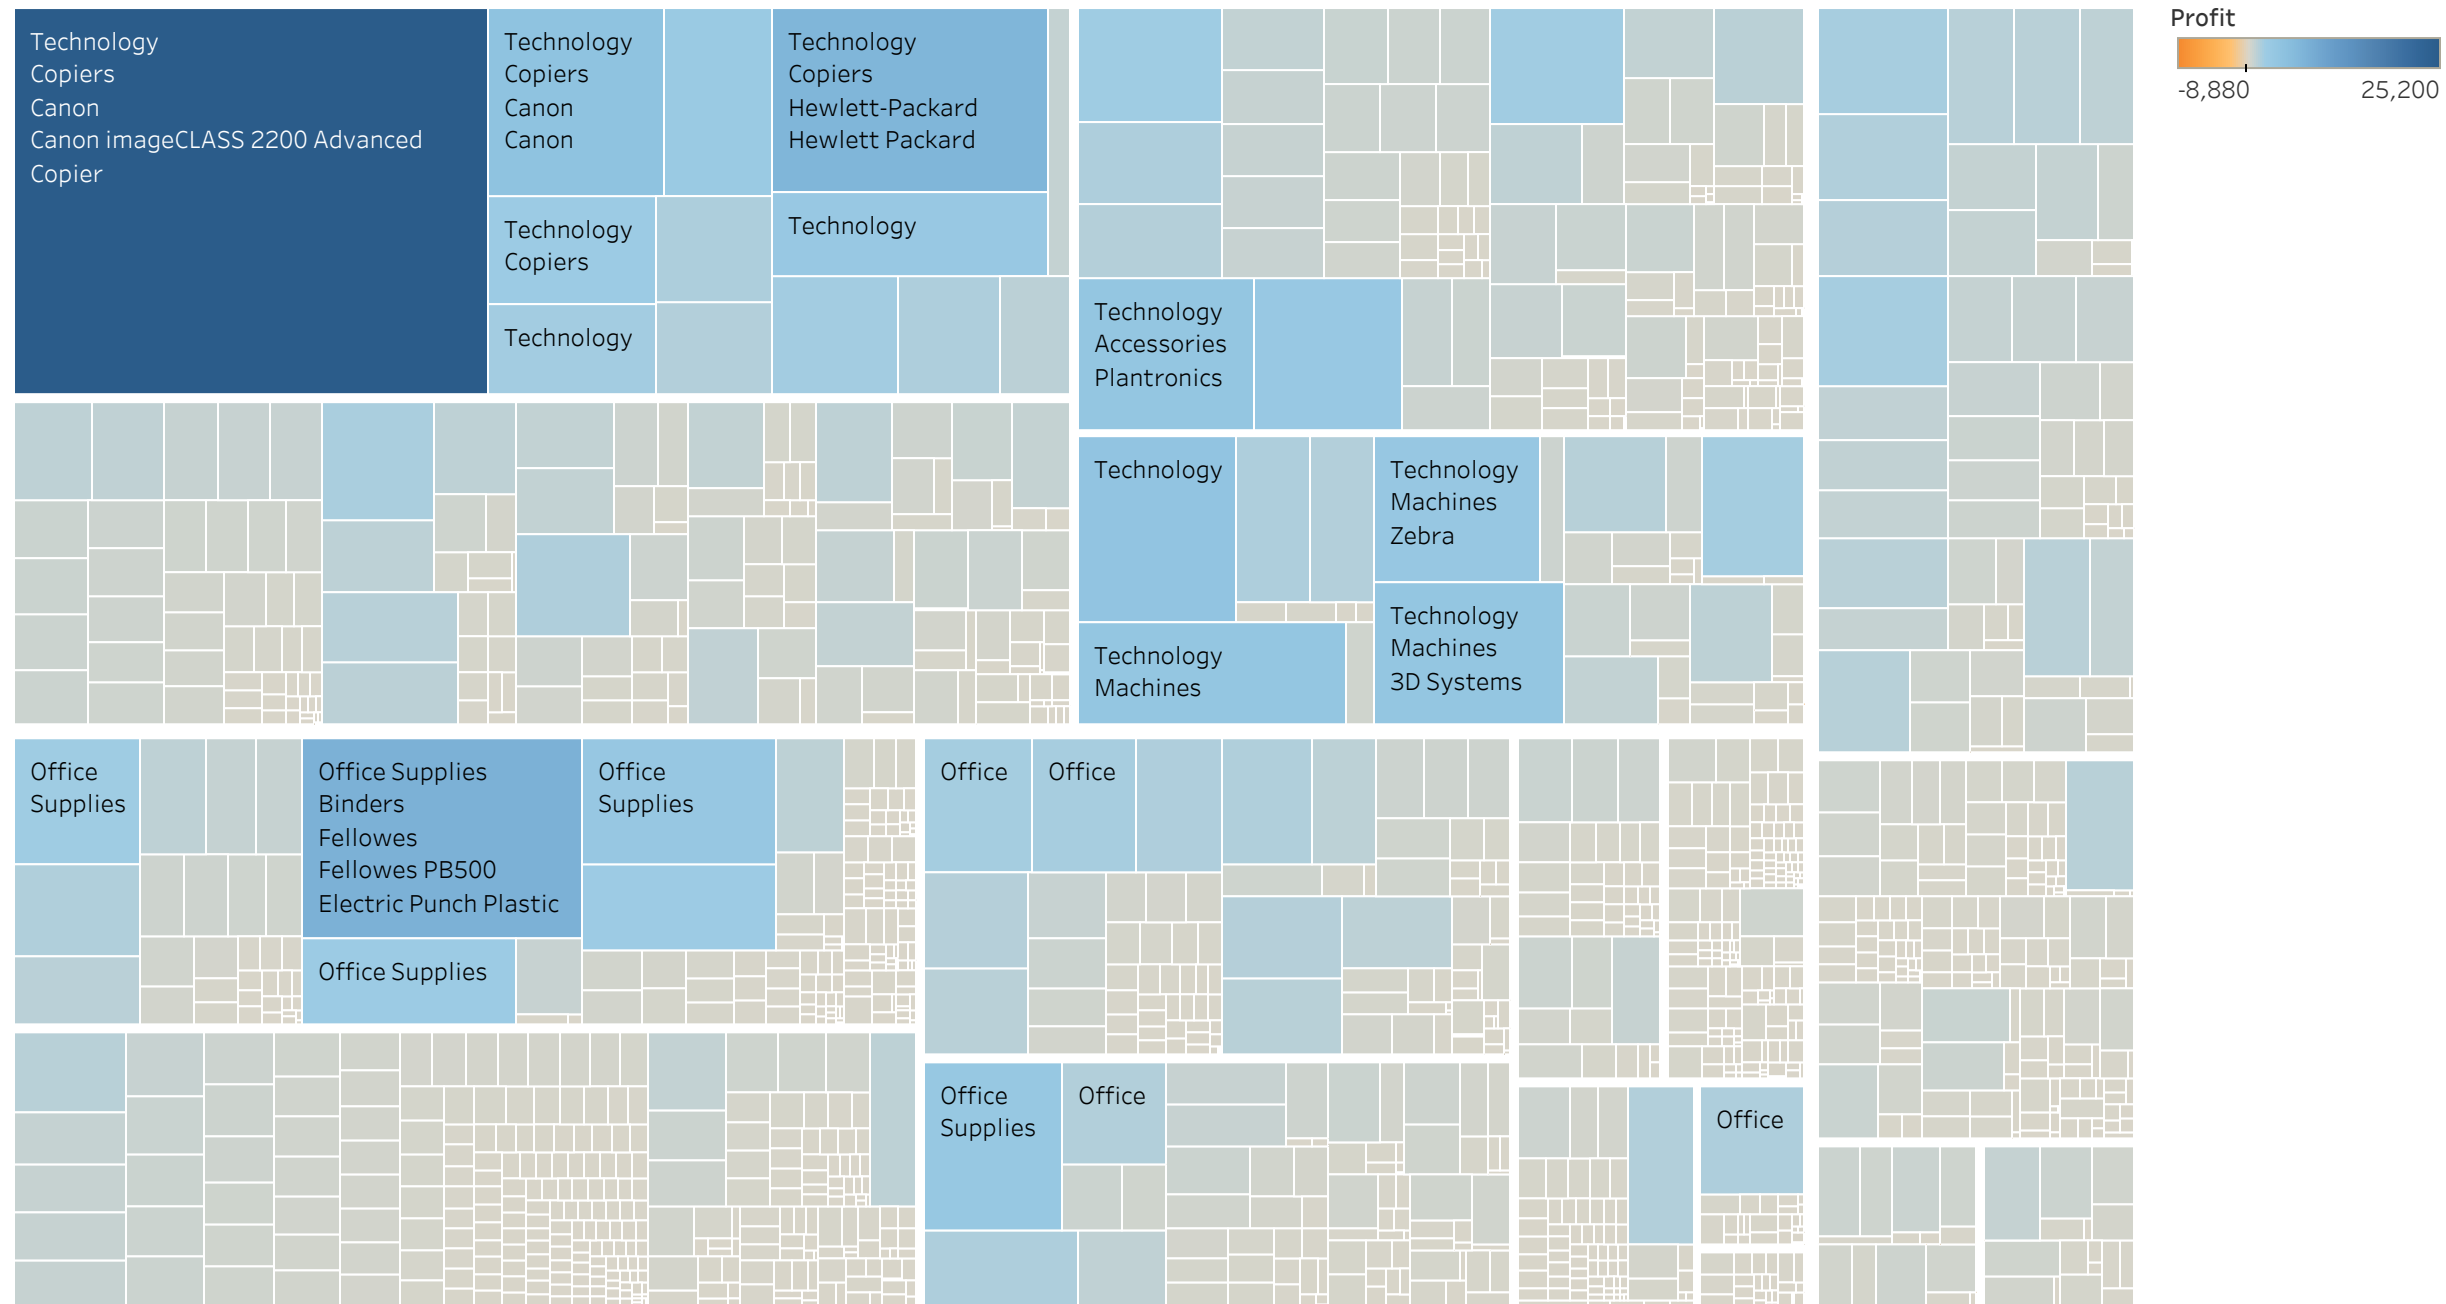 Technology
Copiers
Canon
Canon imageCLASS 2200 Advanced
Copier
Technology
Copiers
Canon
Canon
Technology
Copiers
Hewlett-Packard
Hewlett Packard
Technology
Copiers
Technology
Technology
Technology
Accessories
Plantronics
Technology
Technology
Machines
Zebra
Technology
Machines
Technology
Machines
3D Systems
Office
Supplies
Office Supplies
Binders
Fellowes
Fellowes PB500
Electric Punch Plastic
Office
Supplies
Office Supplies
Office
Office
Office
Supplies
Office
Office
Profit
-8,880
25,200